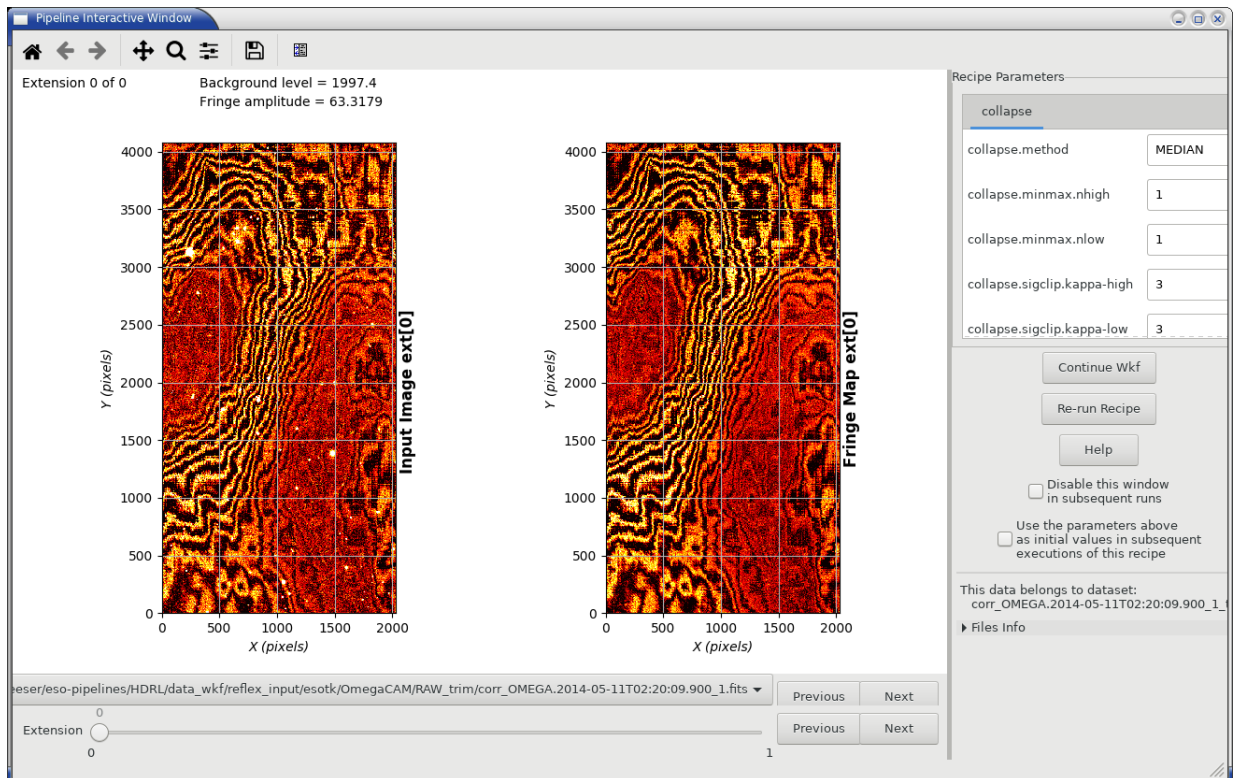 Pipeline Interactive Window
Extension 0 of 0
Background level = 1997.4
Fringe amplitude = 63.3179
4000
3500
3000
2500
2000
1500
1000
500
0
Y (pixels)
0 500 1000 1500 2000
X (pixels)
Input Image ext[0]
4000
3500
3000
2500
2000
1500
1000
500
0
Y (pixels)
0 500 1000 1500 2000
X (pixels)
Fringe Map ext[0]
eser/eso-pipelines/HDRL/data_wkf/reflex_input/esotk/OmegaCAM/RAW_trim/corr_OMEGA.2014-05-11T02:20:09.900_1.fits
Previous Next
0
Extension
Previous Next
0 1
Recipe Parameters
collapse
collapse.method MEDIAN
collapse.minmax.nhigh 1
collapse.minmax.nlow 1
collapse.sigclip.kappa-high 3
collapse.sigclip.kappa-low 3
Continue Wkf
Re-run Recipe
Help
Disable this window
in subsequent runs
Use the parameters above
as initial values in subsequent
executions of this recipe
This data belongs to dataset:
corr_OMEGA.2014-05-11T02:20:09.900_1_
Files Info